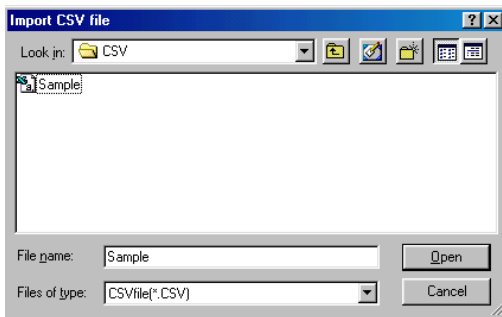 Import CSV file
Look in: CSV
Sample
File name: Sample Open
Files of type: CSVfile(*.CSV) Cancel